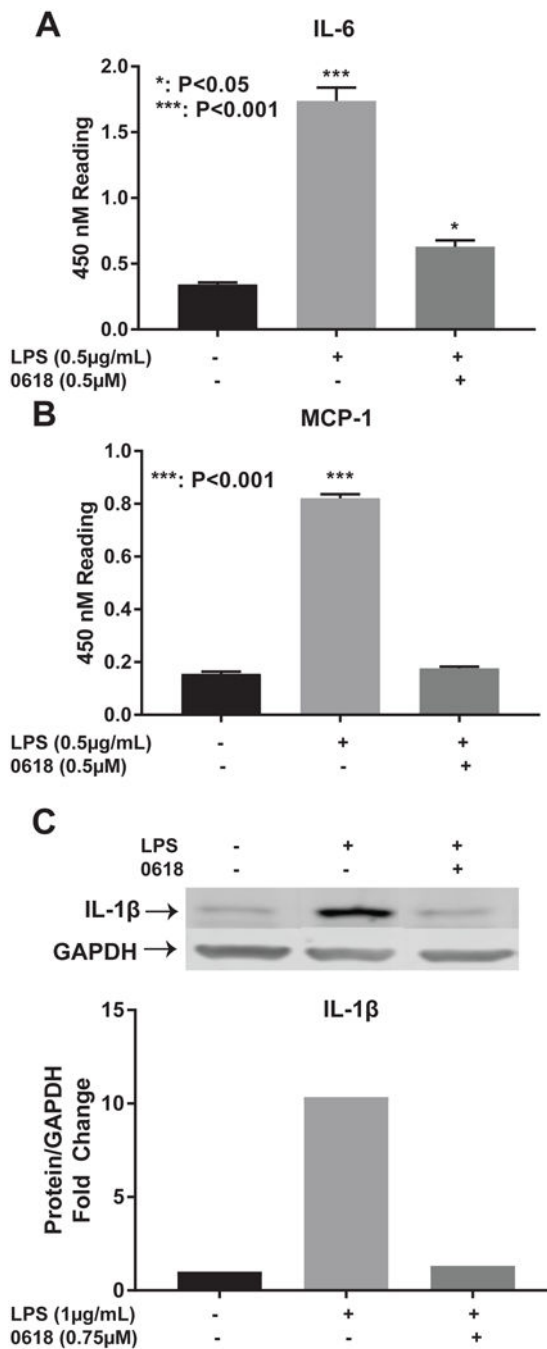 A
IL-6
*: P<0.05
***: P<0.001
***
*
450 nM Reading
2.0
1.5
1.0
0.5
0.0
LPS (0.5µg/mL) - + +
0618 (0.5µM) - - +
B
MCP-1
***: P<0.001
***
450 nM Reading
1.0
0.8
0.6
0.4
0.2
0.0
LPS (0.5µg/mL) - + +
0618 (0.5µM) - - +
C
LPS - + +
0618 - - +
IL-1β
GAPDH
IL-1β
Protein/GAPDH
Fold Change
15
10
5
0
LPS (1µg/mL) - + +
0618 (0.75µM) - - +